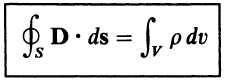 ∮_S 𝐃 · d𝐬 = ∫_V ρ dv